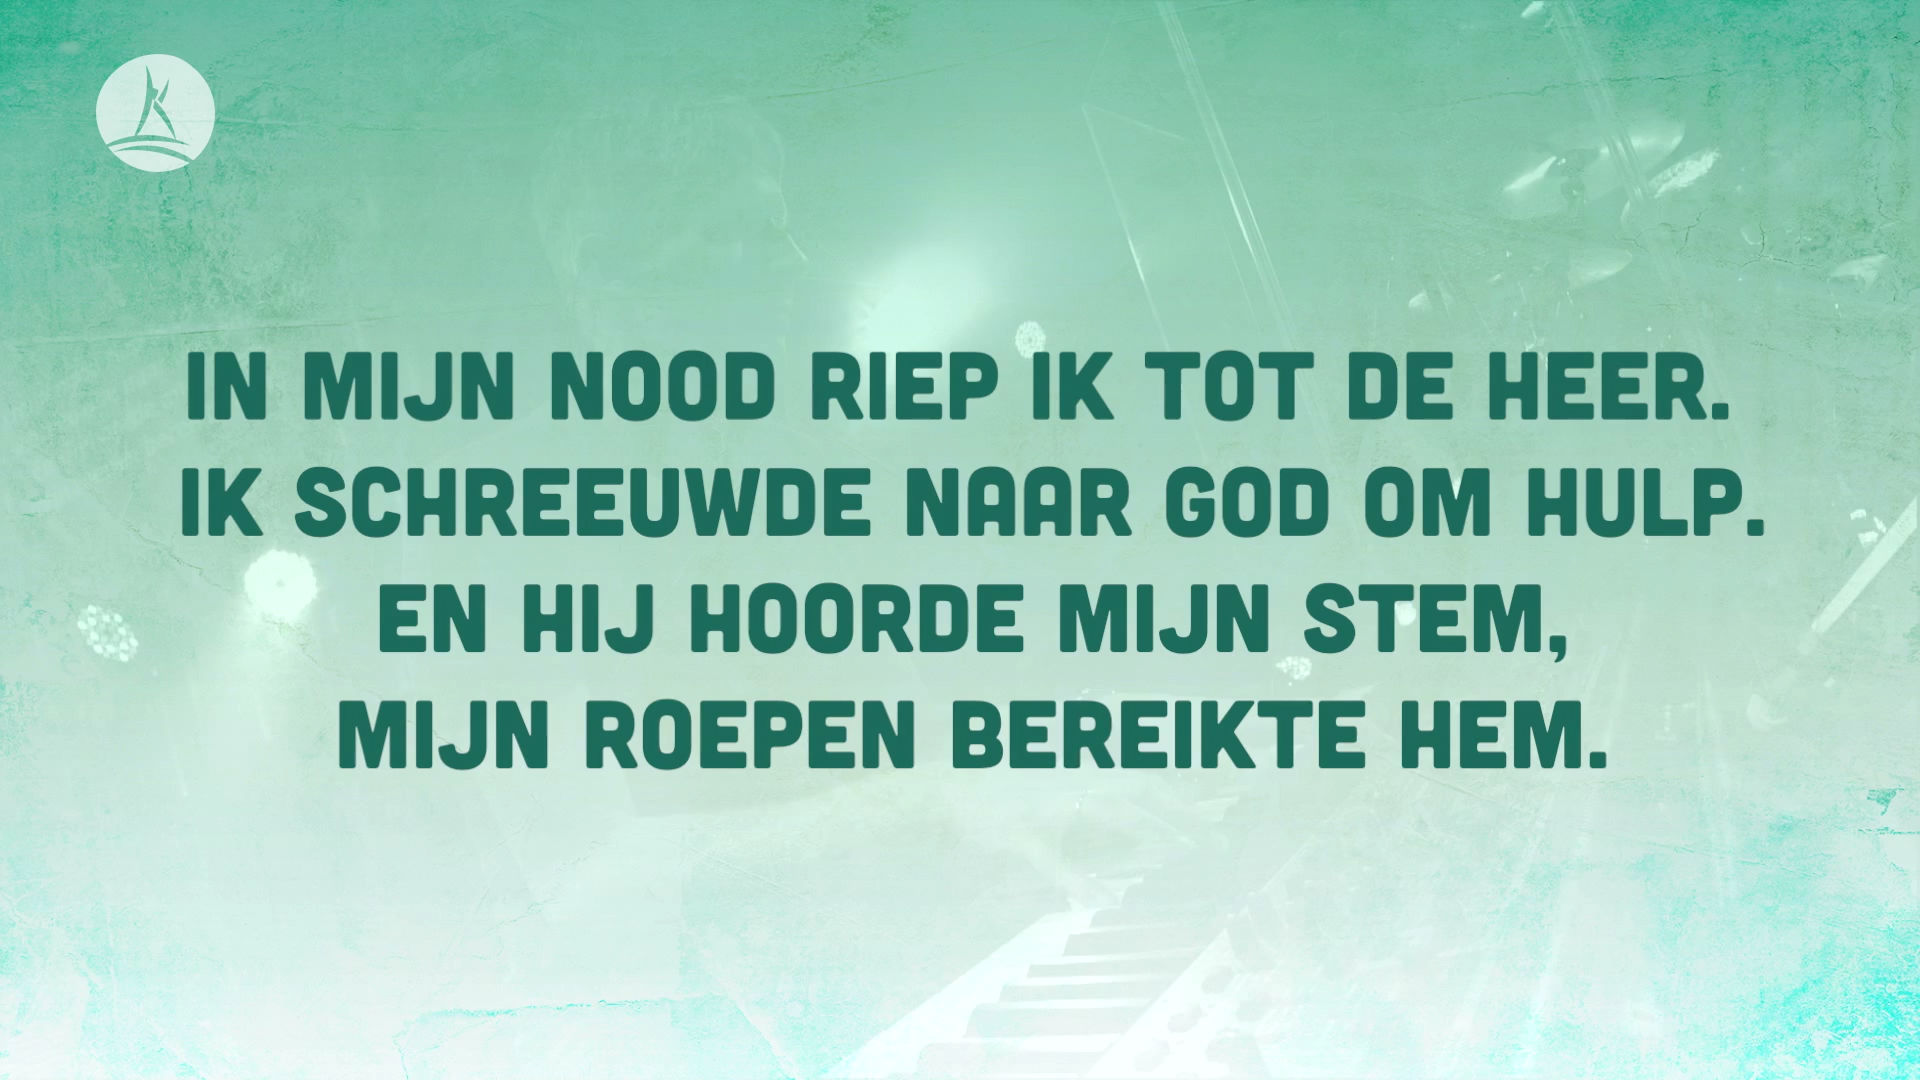 IN MIJN NOOD RIEP IK TOT DE HEER.
IK SCHREEUWDE NAAR GOD OM HULP.
EN HIJ HOORDE MIJN STEM,
MIJN ROEPEN BEREIKTE HEM.